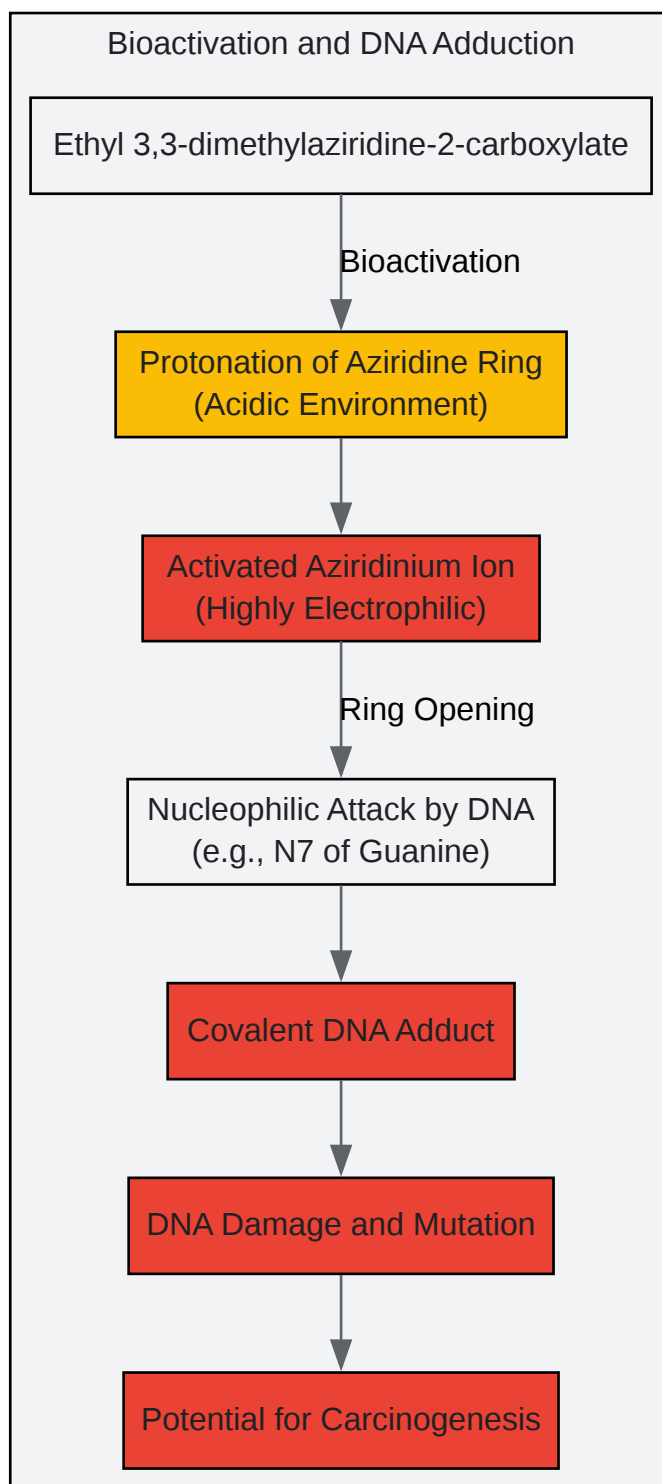 Bioactivation and DNA Adduction
Ethyl 3,3-dimethylaziridine-2-carboxylate
Bioactivation
Protonation of Aziridine Ring
(Acidic Environment)
Activated Aziridinium Ion
(Highly Electrophilic)
Ring Opening
Nucleophilic Attack by DNA
(e.g., N7 of Guanine)
Covalent DNA Adduct
DNA Damage and Mutation
Potential for Carcinogenesis